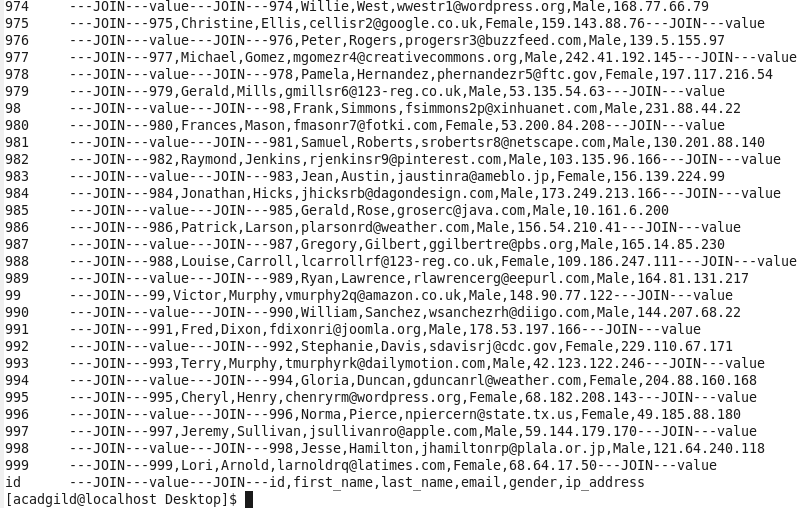 974     ---JOIN---value---JOIN---974,Willie,West,wwestr1@wordpress.org,Male,168.77.66.79
975     ---JOIN---975,Christine,Ellis,cellisr2@google.co.uk,Female,159.143.88.76---JOIN---value
976     ---JOIN---value---JOIN---976,Peter,Rogers,progersr3@buzzfeed.com,Male,139.5.155.97
977     ---JOIN---977,Michael,Gomez,mgomezr4@creativecommons.org,Male,242.41.192.145---JOIN---value
978     ---JOIN---value---JOIN---978,Pamela,Hernandez,phernandezr5@ftc.gov,Female,197.117.216.54
979     ---JOIN---979,Gerald,Mills,gmillsr6@123-reg.co.uk,Male,53.135.54.63---JOIN---value
98      ---JOIN---value---JOIN---98,Frank,Simmons,fsimmons2p@xinhuanet.com,Male,231.88.44.22
980     ---JOIN---980,Frances,Mason,fmasonr7@fotki.com,Female,53.200.84.208---JOIN---value
981     ---JOIN---value---JOIN---981,Samuel,Roberts,srobertsr8@netscape.com,Male,130.201.88.140
982     ---JOIN---982,Raymond,Jenkins,rjenkinsr9@pinterest.com,Male,103.135.96.166---JOIN---value
983     ---JOIN---value---JOIN---983,Jean,Austin,jaustinra@ameblo.jp,Female,156.139.224.99
984     ---JOIN---984,Jonathan,Hicks,jhicksrb@dagondesign.com,Male,173.249.213.166---JOIN---value
985     ---JOIN---value---JOIN---985,Gerald,Rose,groserc@java.com,Male,10.161.6.200
986     ---JOIN---986,Patrick,Larson,plarsonrd@weather.com,Male,156.54.210.41---JOIN---value
987     ---JOIN---value---JOIN---987,Gregory,Gilbert,ggilbertre@pbs.org,Male,165.14.85.230
988     ---JOIN---988,Louise,Carroll,lcarrollrf@123-reg.co.uk,Female,109.186.247.111---JOIN---value
989     ---JOIN---value---JOIN---989,Ryan,Lawrence,rlawrencerg@eepurl.com,Male,164.81.131.217
99      ---JOIN---99,Victor,Murphy,vmurphy2q@amazon.co.uk,Male,148.90.77.122---JOIN---value
990     ---JOIN---value---JOIN---990,William,Sanchez,wsanchezrh@diigo.com,Male,144.207.68.22
991     ---JOIN---991,Fred,Dixon,fdixonri@joomla.org,Male,178.53.197.166---JOIN---value
992     ---JOIN---value---JOIN---992,Stephanie,Davis,sdavisrj@cdc.gov,Female,229.110.67.171
993     ---JOIN---993,Terry,Murphy,tmurphyrk@dailymotion.com,Male,42.123.122.246---JOIN---value
994     ---JOIN---value---JOIN---994,Gloria,Duncan,gduncanrl@weather.com,Female,204.88.160.168
995     ---JOIN---995,Cheryl,Henry,chenryrm@wordpress.org,Female,68.182.208.143---JOIN---value
996     ---JOIN---value---JOIN---996,Norma,Pierce,npiercern@state.tx.us,Female,49.185.88.180
997     ---JOIN---997,Jeremy,Sullivan,jsullivanro@apple.com,Male,59.144.179.170---JOIN---value
998     ---JOIN---value---JOIN---998,Jesse,Hamilton,jhamiltonrp@plala.or.jp,Male,121.64.240.118
999     ---JOIN---999,Lori,Arnold,larnoldrq@latimes.com,Female,68.64.17.50---JOIN---value
id      ---JOIN---value---JOIN---id,first_name,last_name,email,gender,ip_address
[acadgild@localhost Desktop]$